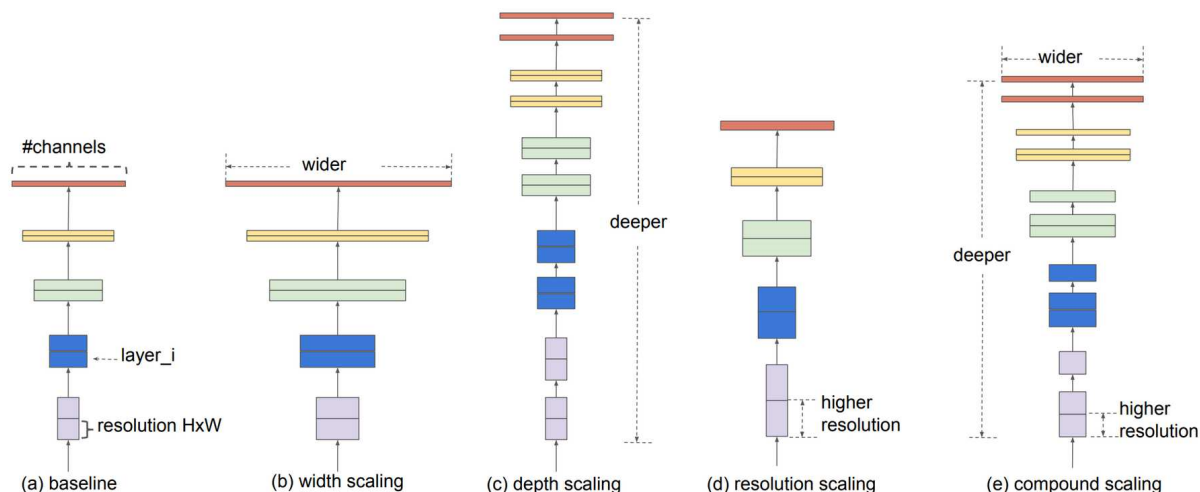 #channels
layer_i
resolution HxW
(a) baseline
wider
(b) width scaling
deeper
(c) depth scaling
higher
resolution
(d) resolution scaling
wider
deeper
higher
resolution
(e) compound scaling